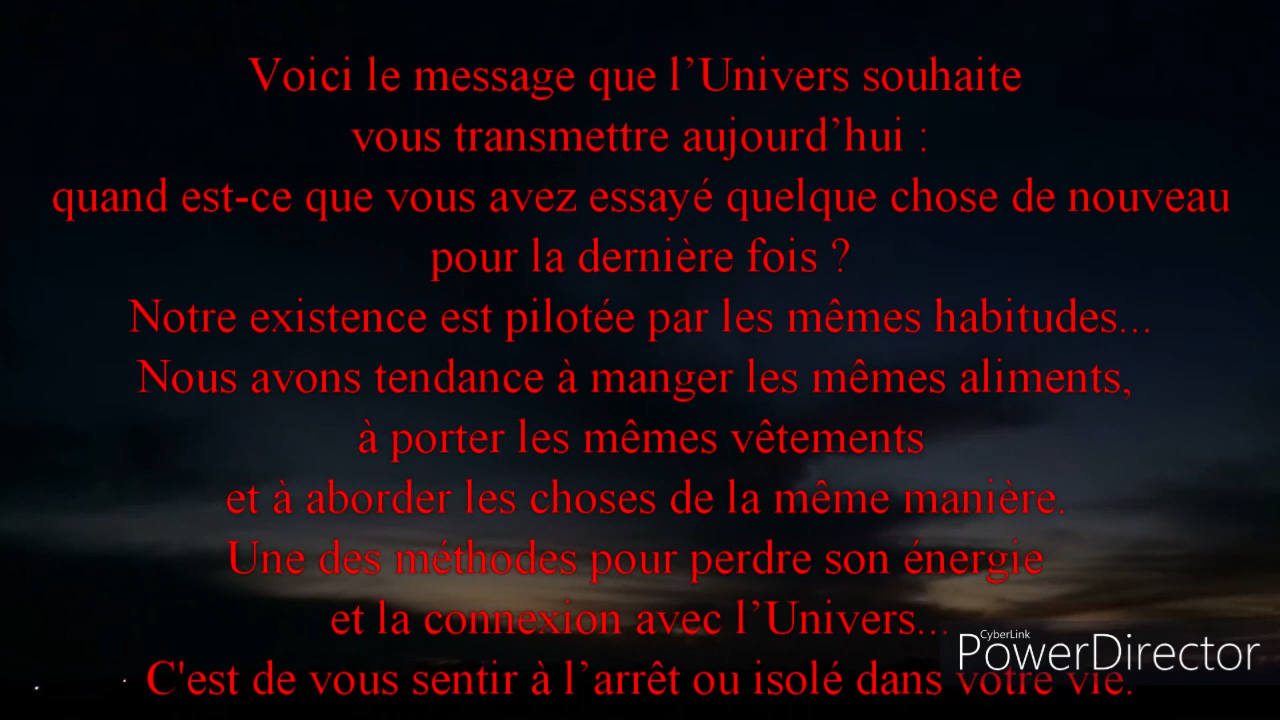 Voici le message que l’Univers souhaite
vous transmettre aujourd’hui :
quand est-ce que vous avez essayé quelque chose de nouveau
pour la dernière fois ?
Notre existence est pilotée par les mêmes habitudes...
Nous avons tendance à manger les mêmes aliments,
à porter les mêmes vêtements
et à aborder les choses de la même manière.
Une des méthodes pour perdre son énergie
et la connexion avec l’Univers...
C'est de vous sentir à l’arrêt ou isolé dans votre vie.
CyberLink
PowerDirector